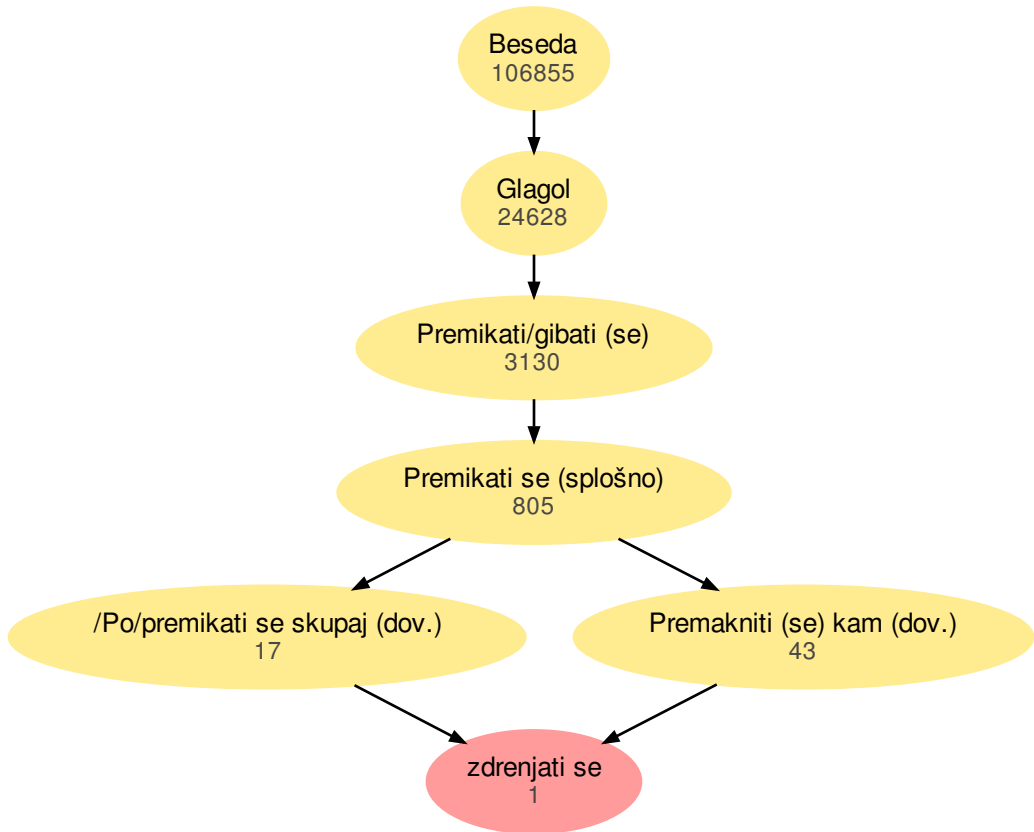 Beseda
106855
Glagol
24628
Premikati/gibati (se)
3130
Premikati se (splošno)
805
/Po/premikati se skupaj (dov.)
17
Premakniti (se) kam (dov.)
43
zdrenjati se
1